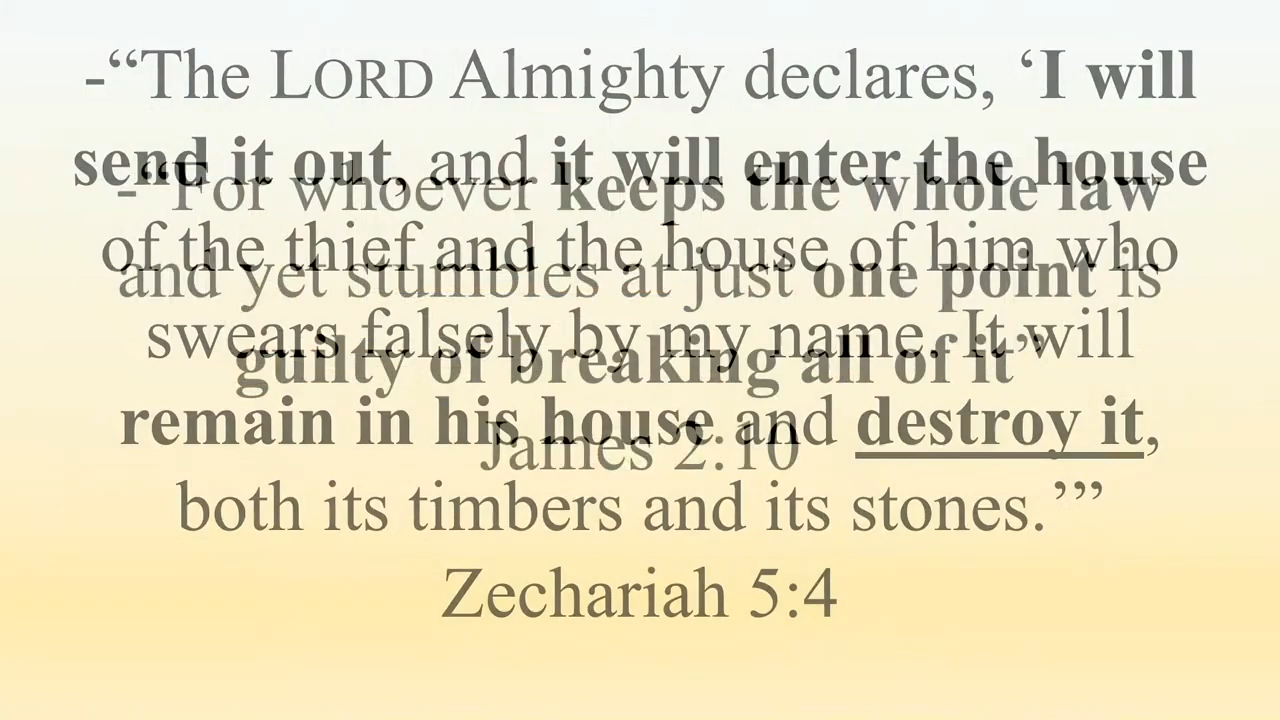 -“The LORD Almighty declares, ‘I will
send it out, and it will enter the house
of the thief and the house of him who
swears falsely by my name. It will
remain in his house and destroy it,
both its timbers and its stones.’”
Zechariah 5:4
-“For whoever keeps the whole law
and yet stumbles at just one point is
guilty of breaking all of it”
James 2:10